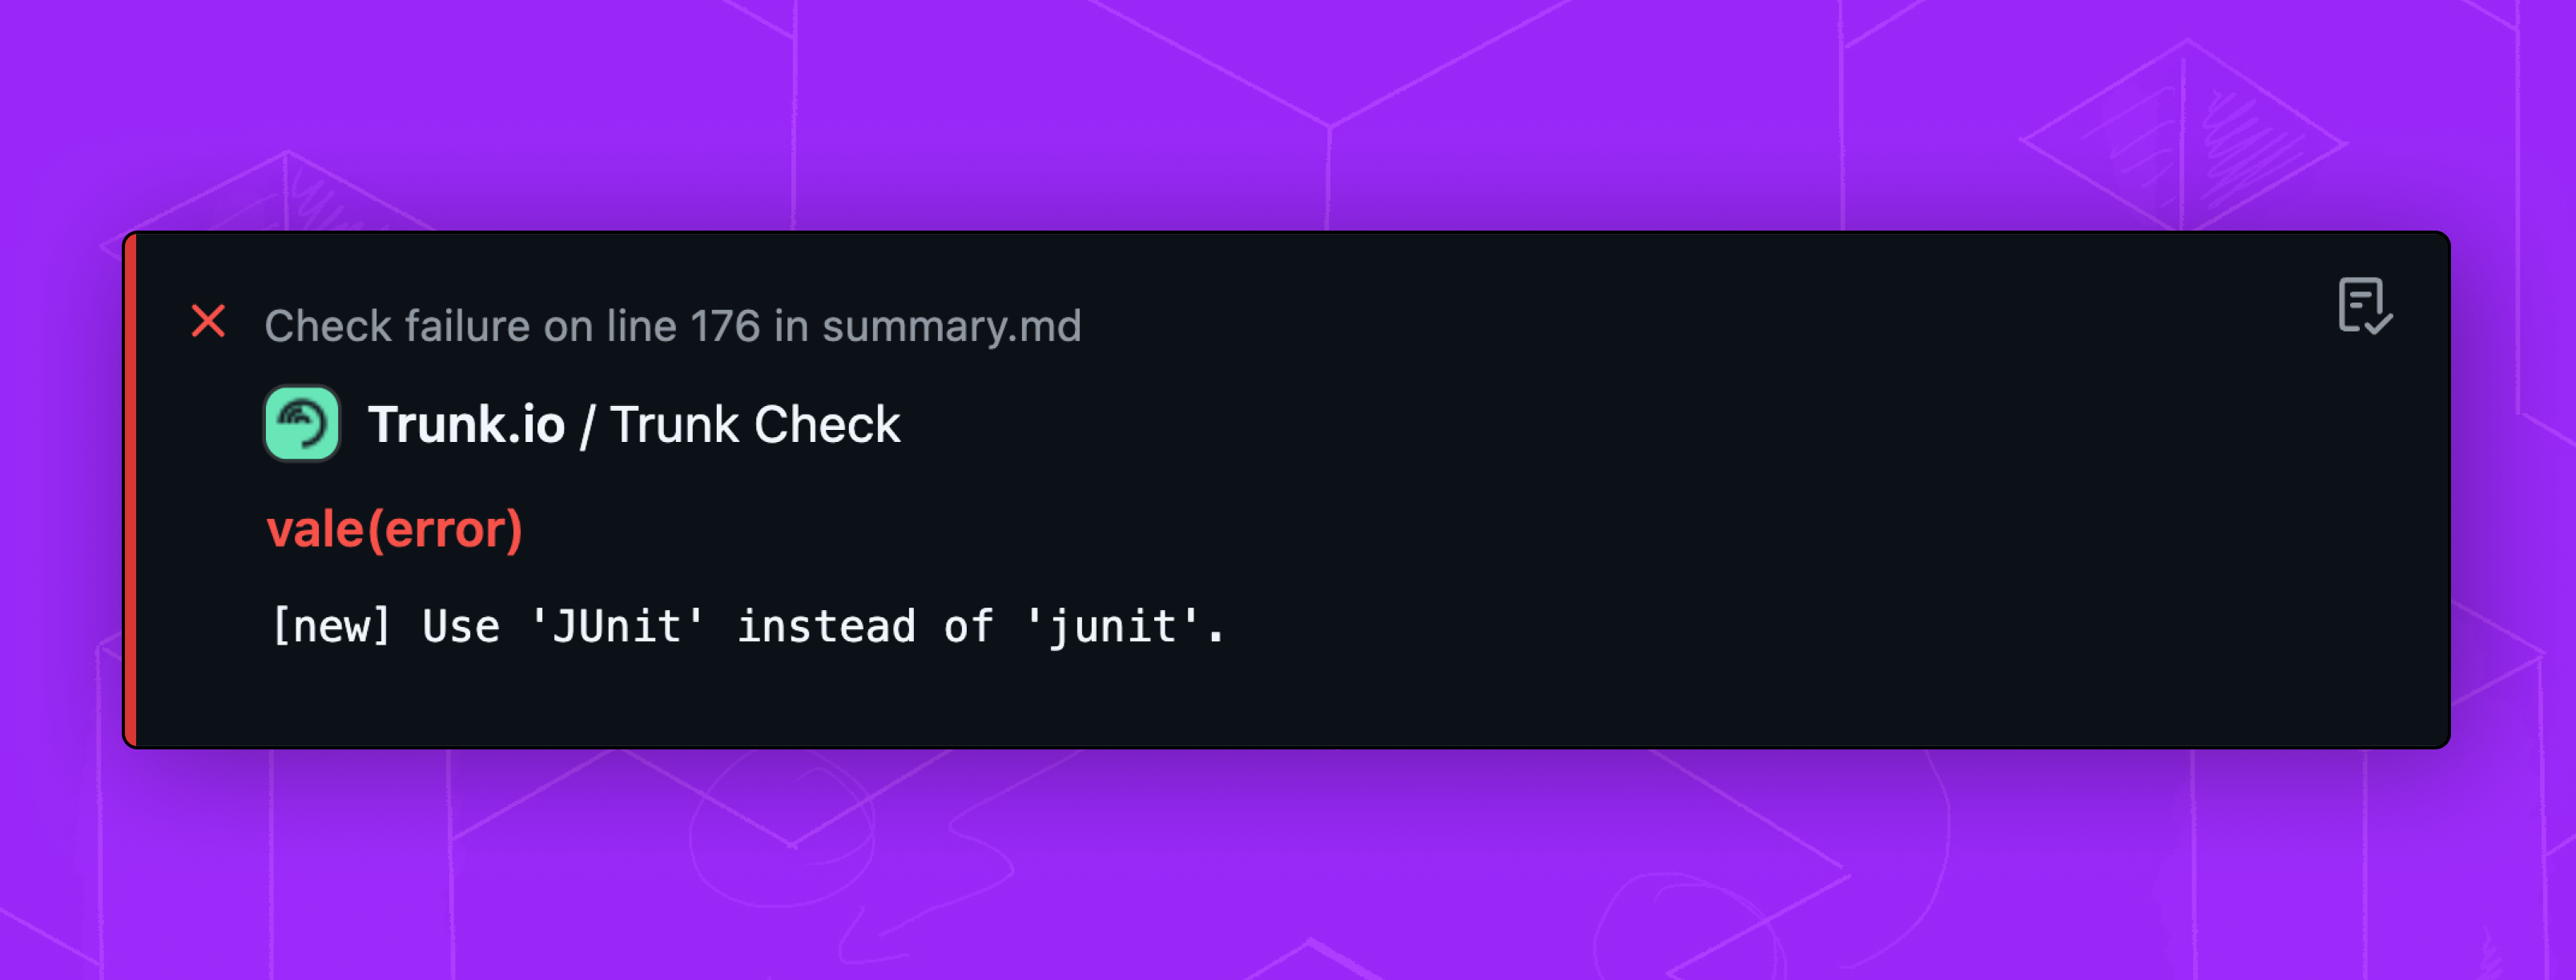 Check failure on line 176 in summary.md
Trunk.io / Trunk Check
vale(error)
[new] Use 'JUnit' instead of 'junit'.